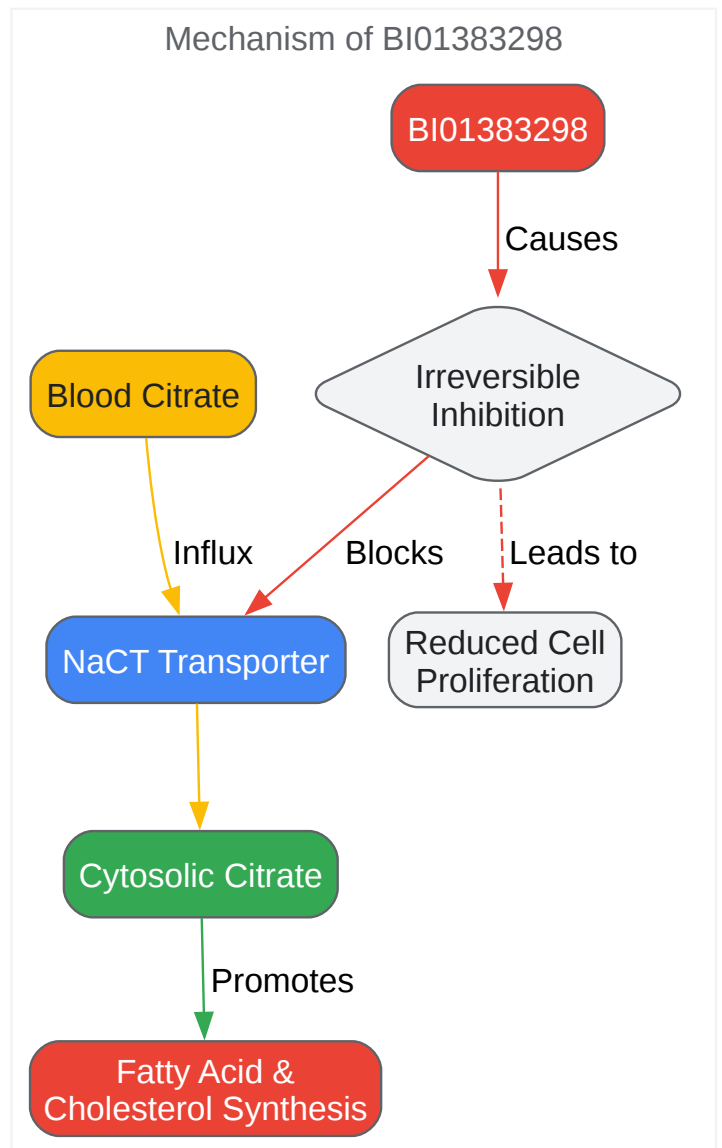 Mechanism of BI01383298
BI01383298
Causes
Irreversible
Inhibition
Blood Citrate
Influx
Blocks
Leads to
NaCT Transporter
Reduced Cell
Proliferation
Cytosolic Citrate
Promotes
Fatty Acid &
Cholesterol Synthesis